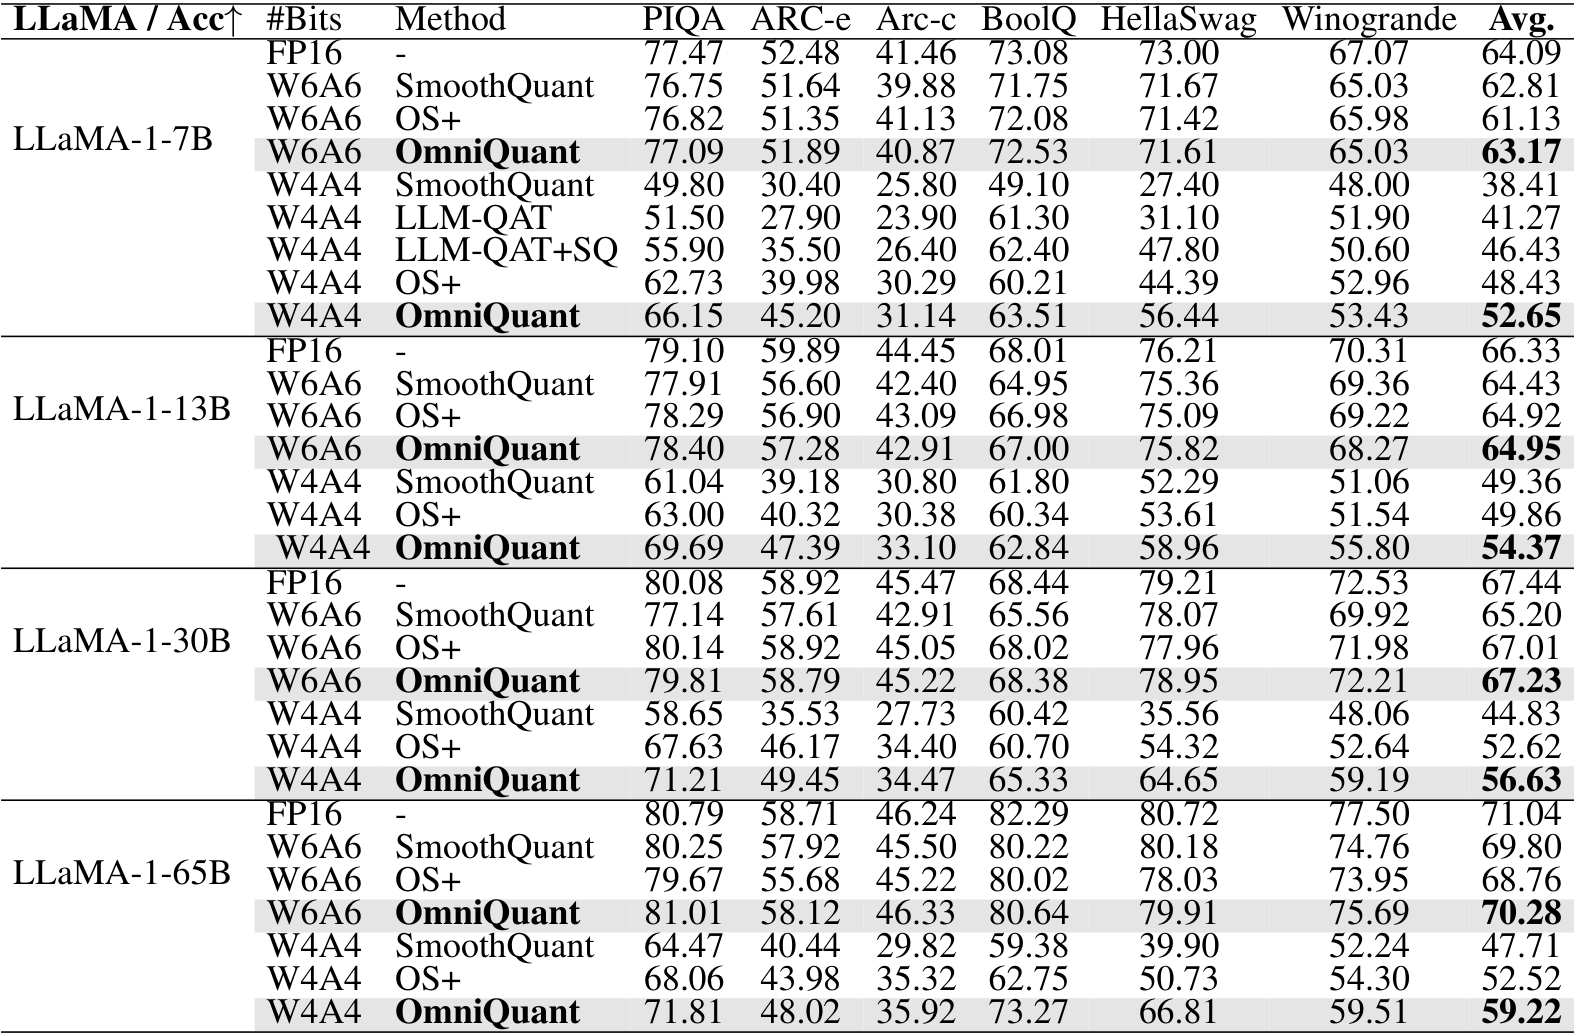 LLaMA / Acc↑ #Bits Method PIQA ARC-e Arc-c BoolQ HellaSwag Winogrande Avg.
FP16 - 77.47 52.48 41.46 73.08 73.00 67.07 64.09
W6A6 SmoothQuant 76.75 51.64 39.88 71.75 71.67 65.03 62.81
W6A6 OS+ 76.82 51.35 41.13 72.08 71.42 65.98 61.13
LLaMA-1-7B
W6A6 OmniQuant 77.09 51.89 40.87 72.53 71.61 65.03 63.17
W4A4 SmoothQuant 49.80 30.40 25.80 49.10 27.40 48.00 38.41
W4A4 LLM-QAT 51.50 27.90 23.90 61.30 31.10 51.90 41.27
W4A4 LLM-QAT+SQ 55.90 35.50 26.40 62.40 47.80 50.60 46.43
W4A4 OS+ 62.73 39.98 30.29 60.21 44.39 52.96 48.43
W4A4 OmniQuant 66.15 45.20 31.14 63.51 56.44 53.43 52.65
FP16 - 79.10 59.89 44.45 68.01 76.21 70.31 66.33
W6A6 SmoothQuant 77.91 56.60 42.40 64.95 75.36 69.36 64.43
LLaMA-1-13B
W6A6 OS+ 78.29 56.90 43.09 66.98 75.09 69.22 64.92
W6A6 OmniQuant 78.40 57.28 42.91 67.00 75.82 68.27 64.95
W4A4 SmoothQuant 61.04 39.18 30.80 61.80 52.29 51.06 49.36
W4A4 OS+ 63.00 40.32 30.38 60.34 53.61 51.54 49.86
W4A4 OmniQuant 69.69 47.39 33.10 62.84 58.96 55.80 54.37
FP16 - 80.08 58.92 45.47 68.44 79.21 72.53 67.44
W6A6 SmoothQuant 77.14 57.61 42.91 65.56 78.07 69.92 65.20
LLaMA-1-30B
W6A6 OS+ 80.14 58.92 45.05 68.02 77.96 71.98 67.01
W6A6 OmniQuant 79.81 58.79 45.22 68.38 78.95 72.21 67.23
W4A4 SmoothQuant 58.65 35.53 27.73 60.42 35.56 48.06 44.83
W4A4 OS+ 67.63 46.17 34.40 60.70 54.32 52.64 52.62
W4A4 OmniQuant 71.21 49.45 34.47 65.33 64.65 59.19 56.63
FP16 - 80.79 58.71 46.24 82.29 80.72 77.50 71.04
W6A6 SmoothQuant 80.25 57.92 45.50 80.22 80.18 74.76 69.80
LLaMA-1-65B
W6A6 OS+ 79.67 55.68 45.22 80.02 78.03 73.95 68.76
W6A6 OmniQuant 81.01 58.12 46.33 80.64 79.91 75.69 70.28
W4A4 SmoothQuant 64.47 40.44 29.82 59.38 39.90 52.24 47.71
W4A4 OS+ 68.06 43.98 35.32 62.75 50.73 54.30 52.52
W4A4 OmniQuant 71.81 48.02 35.92 73.27 66.81 59.51 59.22